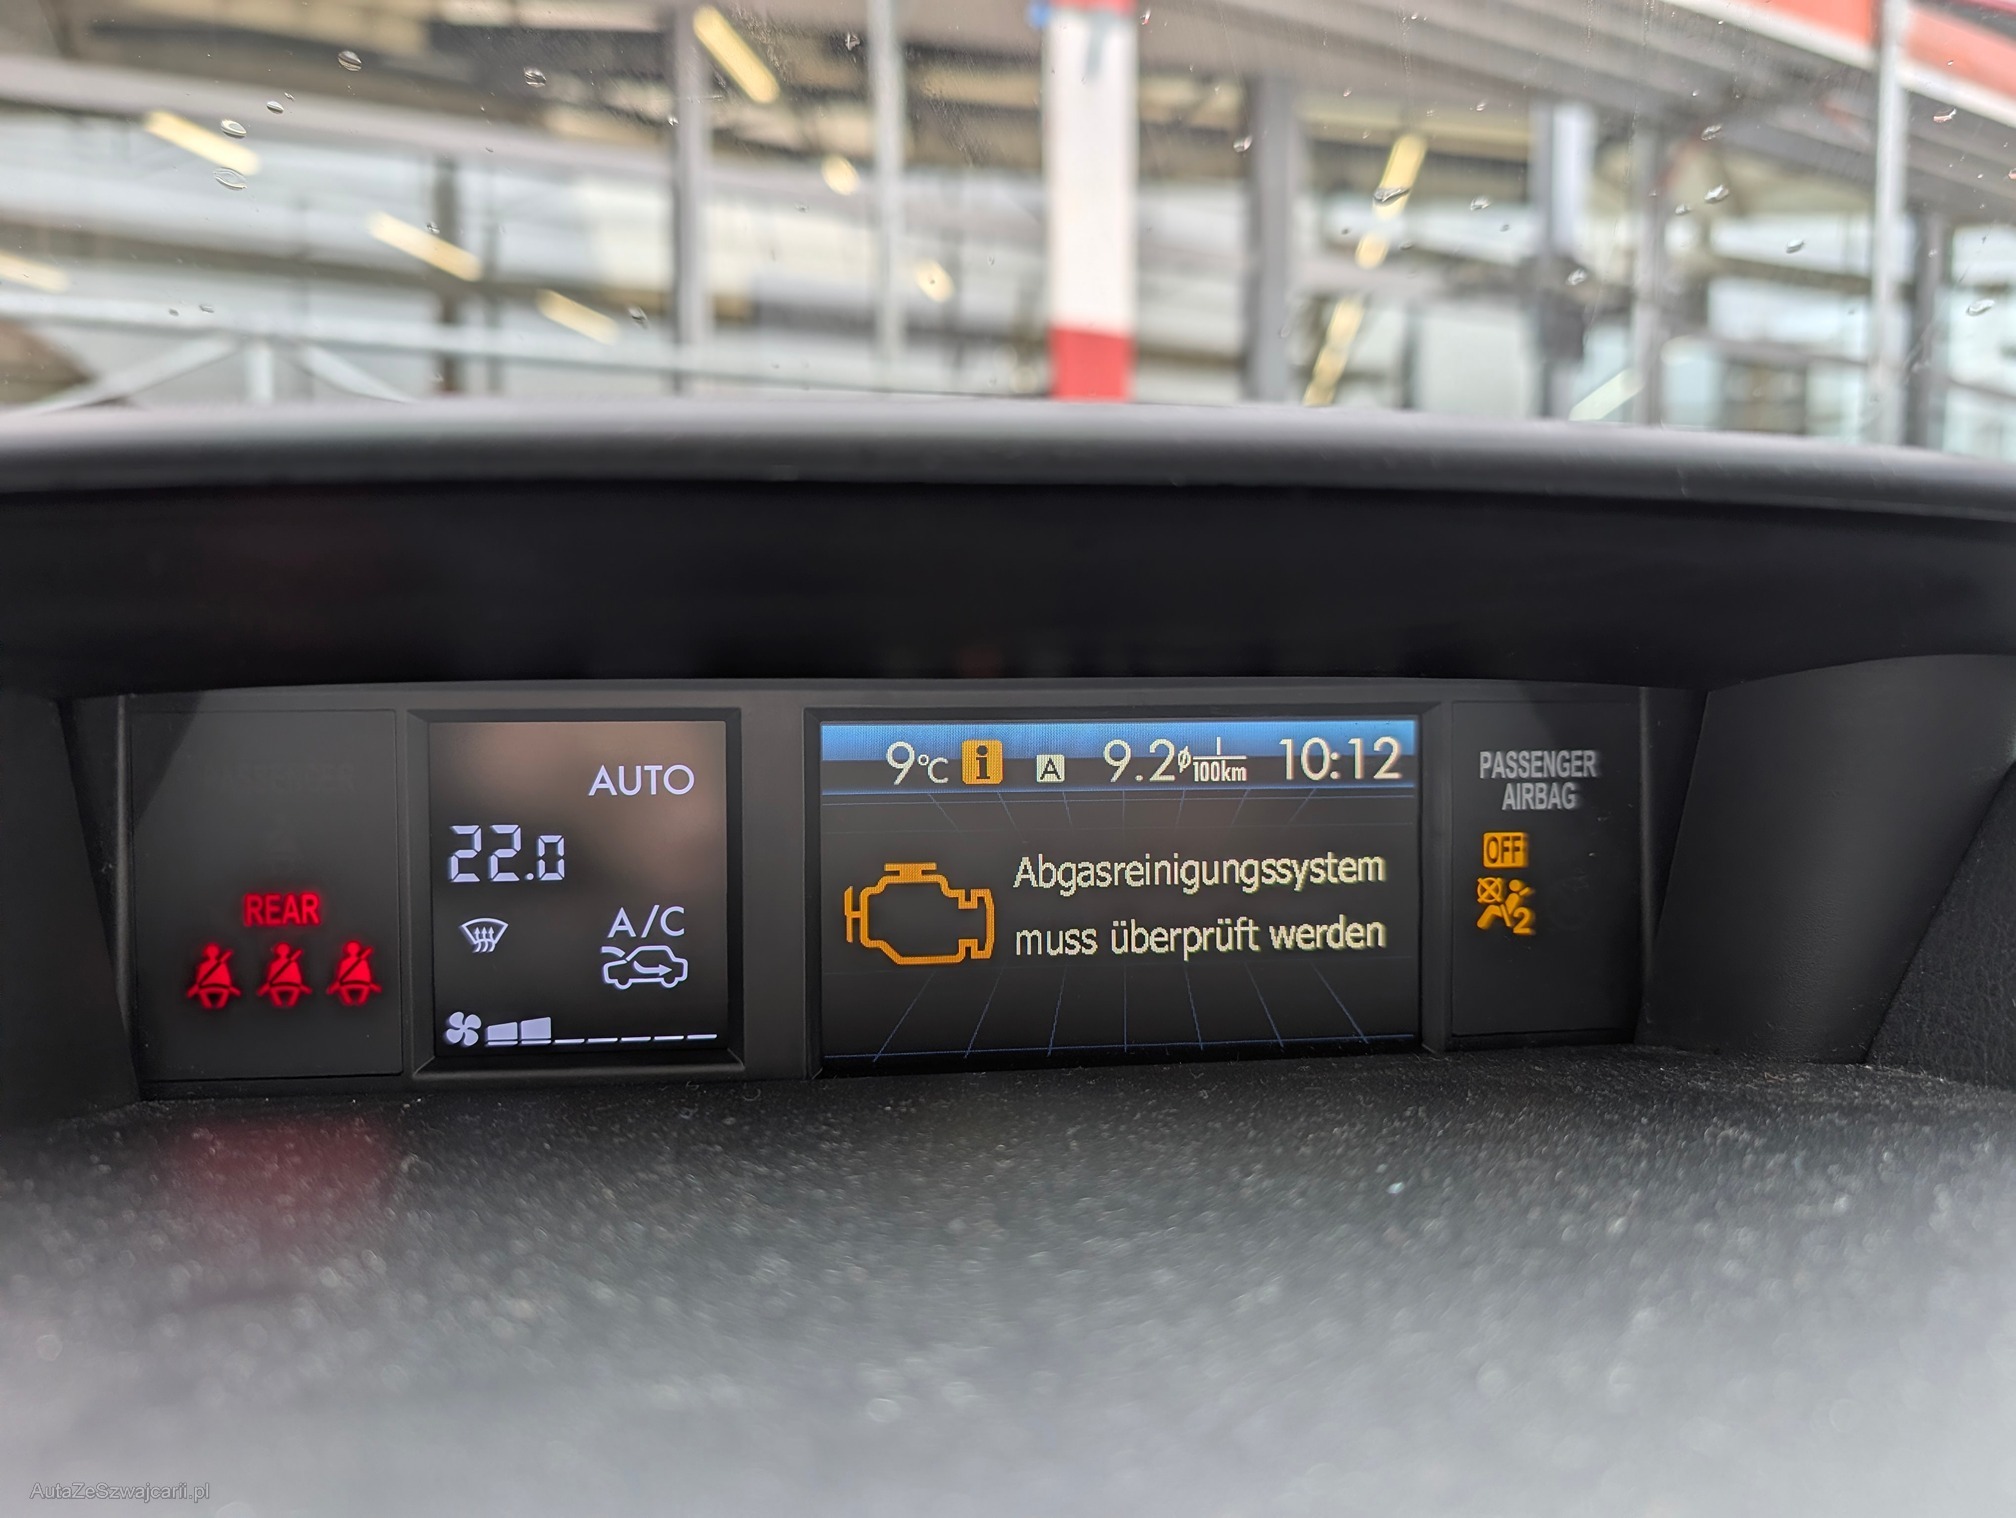 REAR
AUTO
22.0
A/C
9°C i A 9.2 ø l/100km 10:12
Abgasreinigungssystem
muss überprüft werden
PASSENGER
AIRBAG
OFF
2
AutaZeSzwajcarii.pl